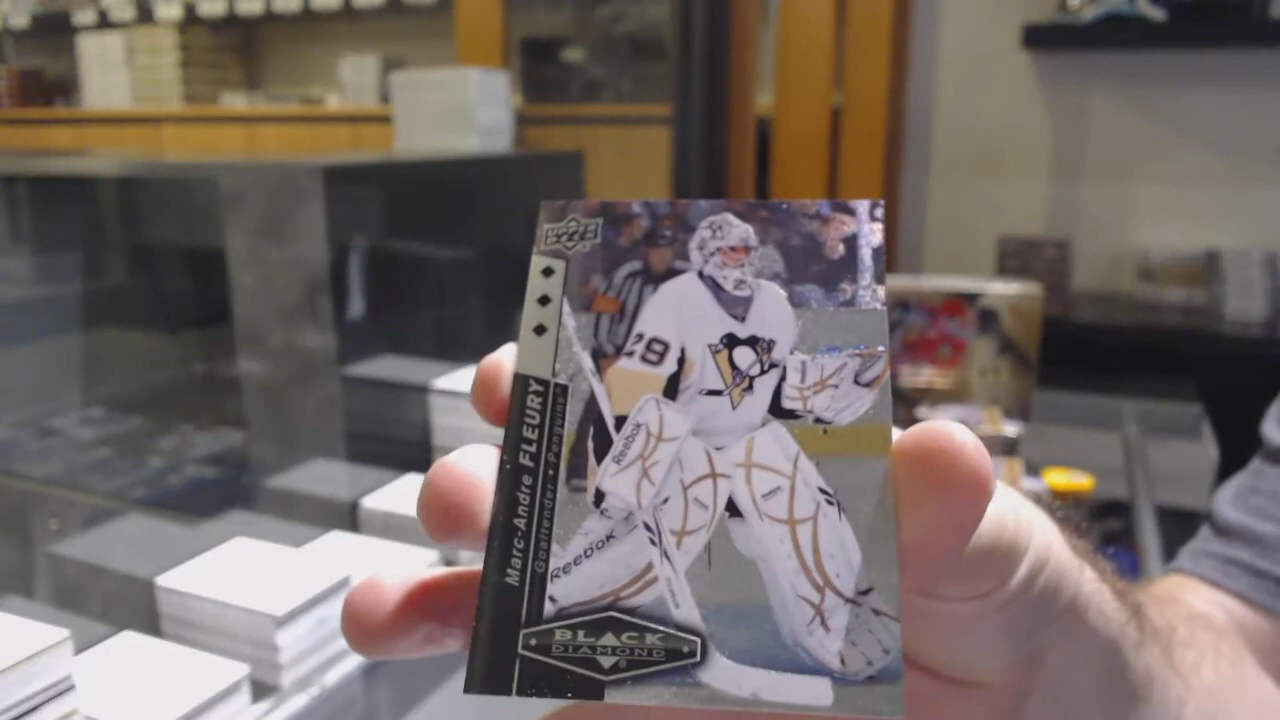 29
Reebok
Reebok
Marc-Andre FLEURY
Goaltender • Penguins
BLACK
DIAMOND